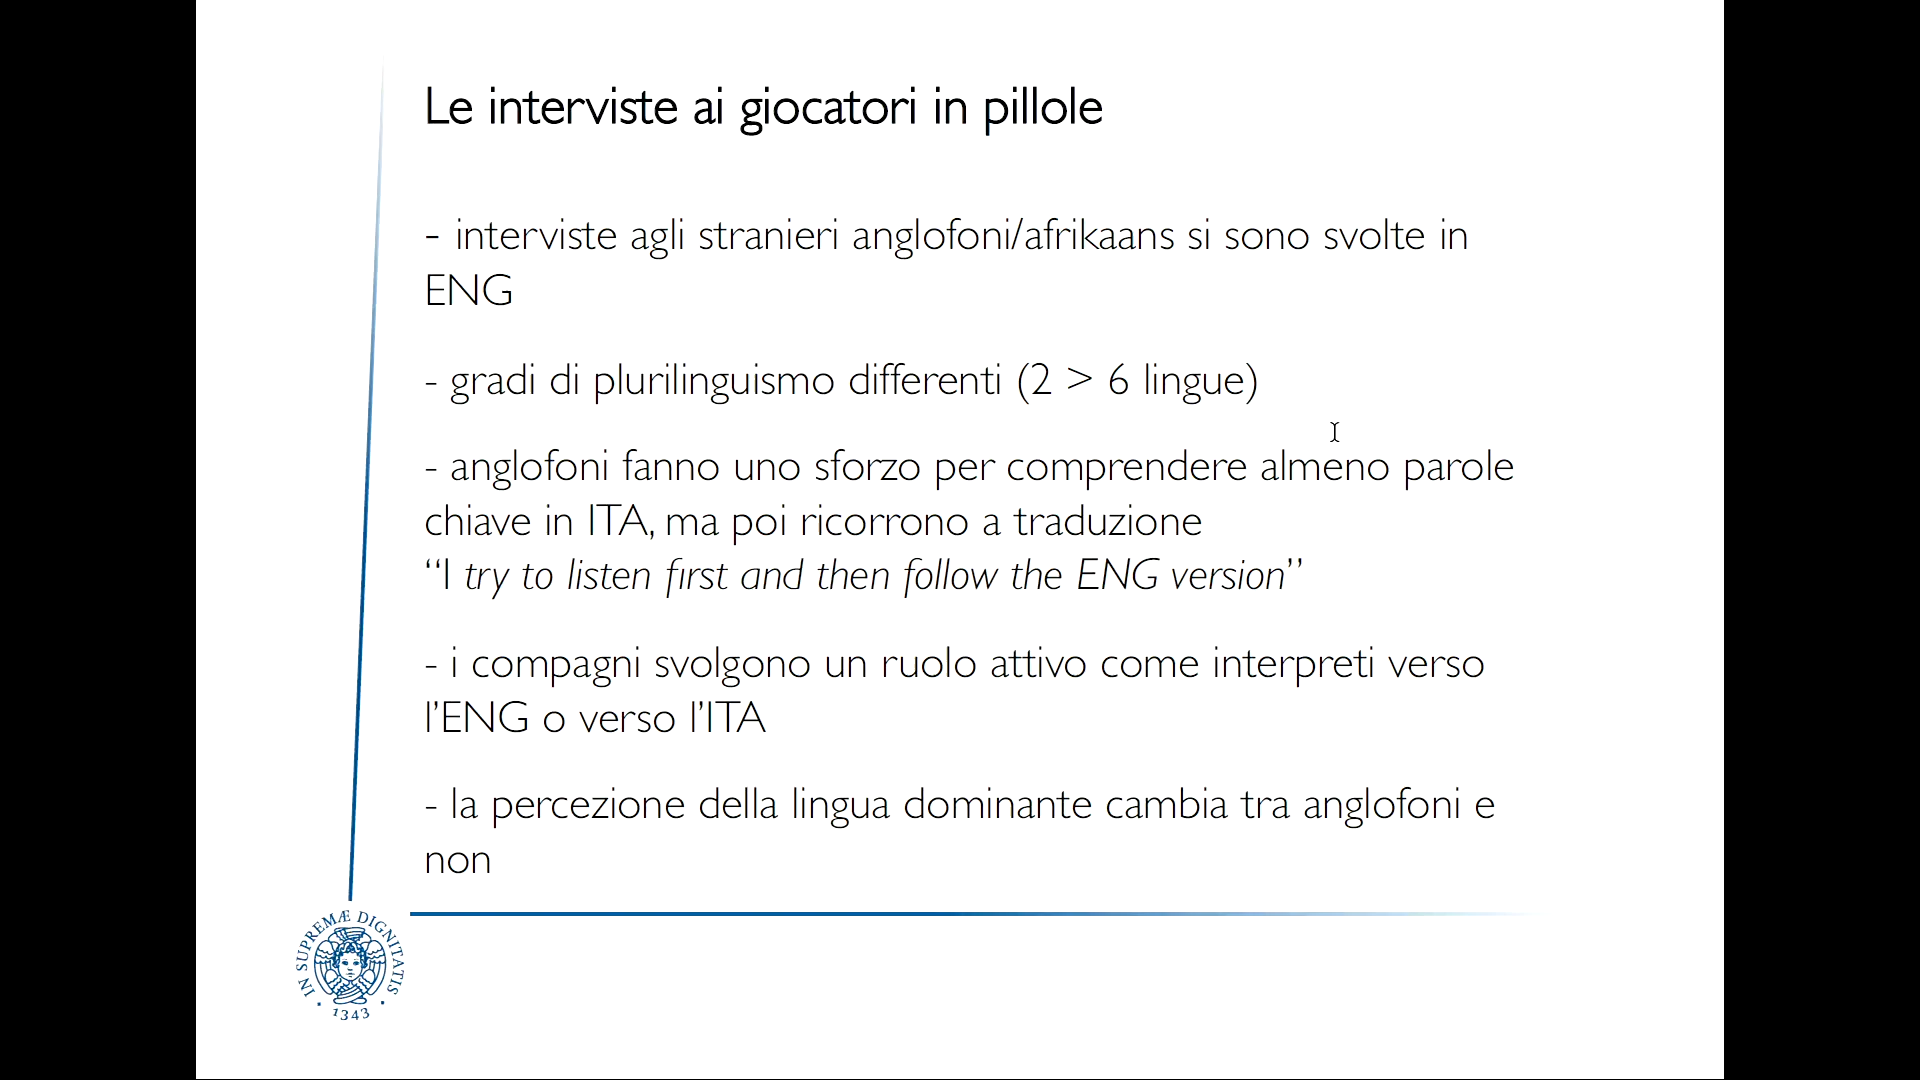 Le interviste ai giocatori in pillole
- interviste agli stranieri anglofoni/afrikaans si sono svolte in
ENG
- gradi di plurilinguismo differenti (2 > 6 lingue)
- anglofoni fanno uno sforzo per comprendere almeno parole
chiave in ITA, ma poi ricorrono a traduzione
“I try to listen first and then follow the ENG version”
- i compagni svolgono un ruolo attivo come interpreti verso
l’ENG o verso l’ITA
- la percezione della lingua dominante cambia tra anglofoni e
non
IN SUPREMÆ DIGNITATIS
· 1343 ·